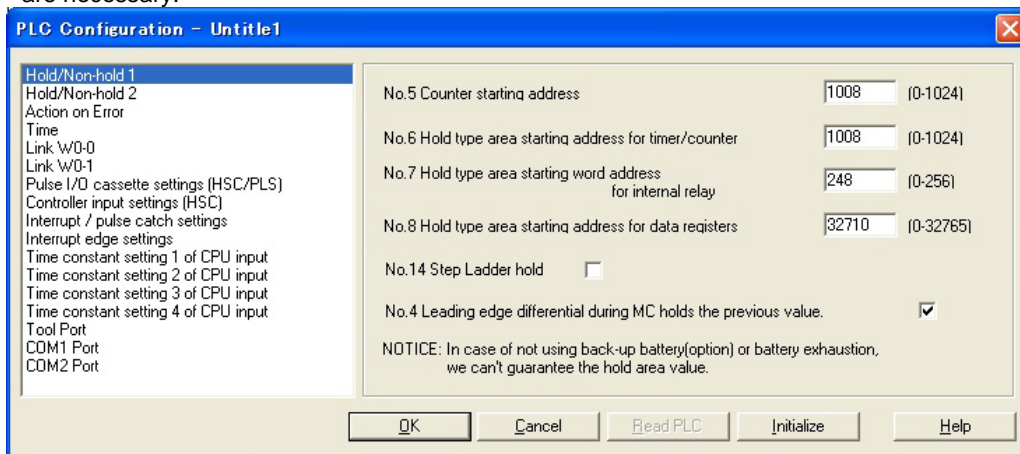 are necessary.
PLC Configuration - Untitle1
Hold/Non-hold 1
Hold/Non-hold 2
Action on Error
Time
Link W0-0
Link W0-1
Pulse I/O cassette settings (HSC/PLS)
Controller input settings (HSC)
Interrupt / pulse catch settings
Interrupt edge settings
Time constant setting 1 of CPU input
Time constant setting 2 of CPU input
Time constant setting 3 of CPU input
Time constant setting 4 of CPU input
Tool Port
COM1 Port
COM2 Port
No.5 Counter starting address 1008 (0-1024)
No.6 Hold type area starting address for timer/counter 1008 (0-1024)
No.7 Hold type area starting word address
for internal relay 248 (0-256)
No.8 Hold type area starting address for data registers 32710 (0-32765)
No.14 Step Ladder hold
No.4 Leading edge differential during MC holds the previous value.
NOTICE: In case of not using back-up battery(option) or battery exhaustion,
we can't guarantee the hold area value.
OK Cancel Read PLC Initialize Help